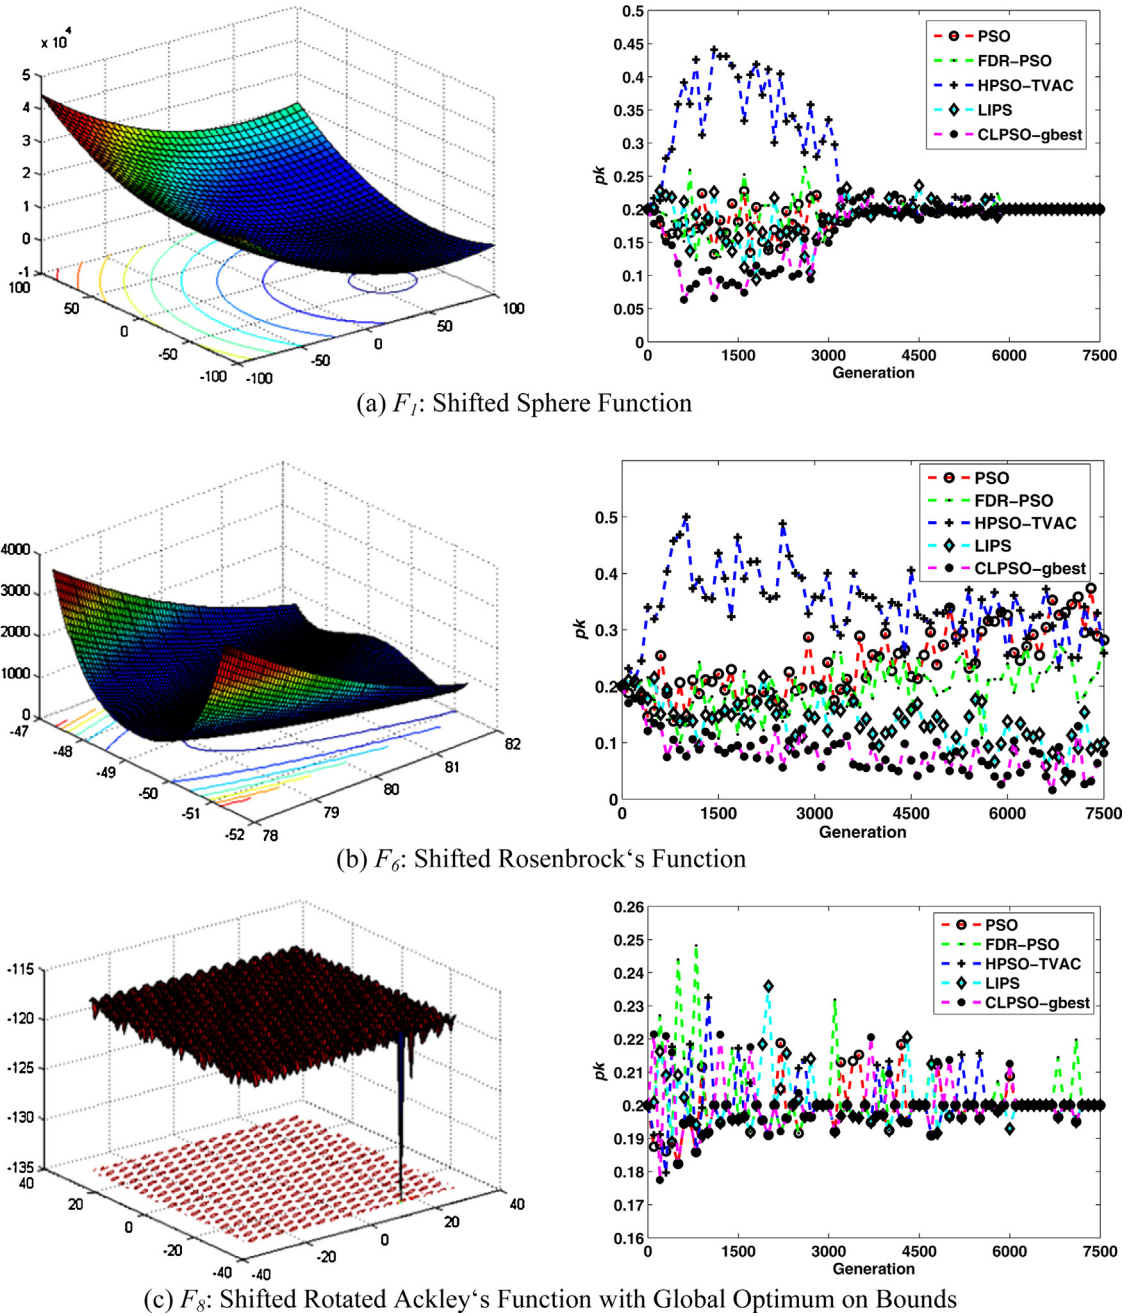 x 10⁴
5
4
3
2
1
0
-1
100
50
0
-50
-100
-100
-50
0
50
100
0.5
0.45
0.4
0.35
0.3
0.25
0.2
0.15
0.1
0.05
0
pk
PSO
FDR-PSO
HPSO-TVAC
LIPS
CLPSO-gbest
0 1500 3000 4500 6000 7500
Generation
(a) F₁: Shifted Sphere Function
4000
3000
2000
1000
0
-47
-48
-49
-50
-51
-52
78
79
80
81
82
0.5
0.4
0.3
0.2
0.1
0
pk
PSO
FDR-PSO
HPSO-TVAC
LIPS
CLPSO-gbest
0 1500 3000 4500 6000 7500
Generation
(b) F₆: Shifted Rosenbrock‘s Function
-115
-120
-125
-130
-135
40
20
0
-20
-40
-40
-20
0
20
40
0.26
0.25
0.24
0.23
0.22
0.21
0.2
0.19
0.18
0.17
0.16
pk
PSO
FDR-PSO
HPSO-TVAC
LIPS
CLPSO-gbest
0 1500 3000 4500 6000 7500
Generation
(c) F₈: Shifted Rotated Ackley‘s Function with Global Optimum on Bounds